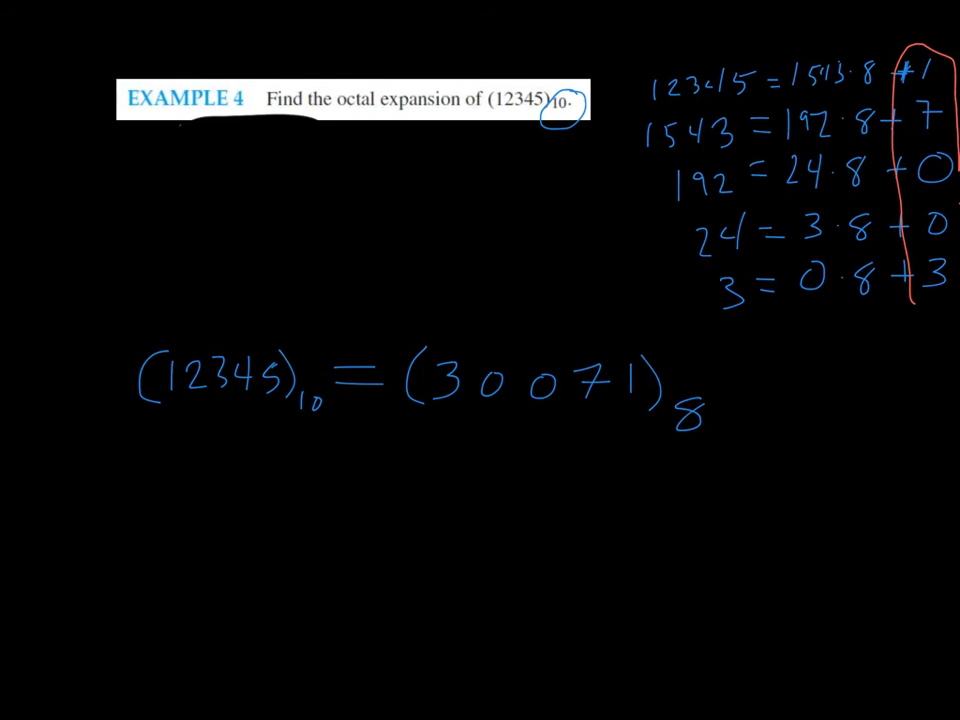 EXAMPLE 4 Find the octal expansion of (12345)10.
12345 = 1543·8 + 1
1543 = 192·8 + 7
192 = 24·8 + 0
24 = 3·8 + 0
3 = 0·8 + 3
(12345)10 = (30071)8